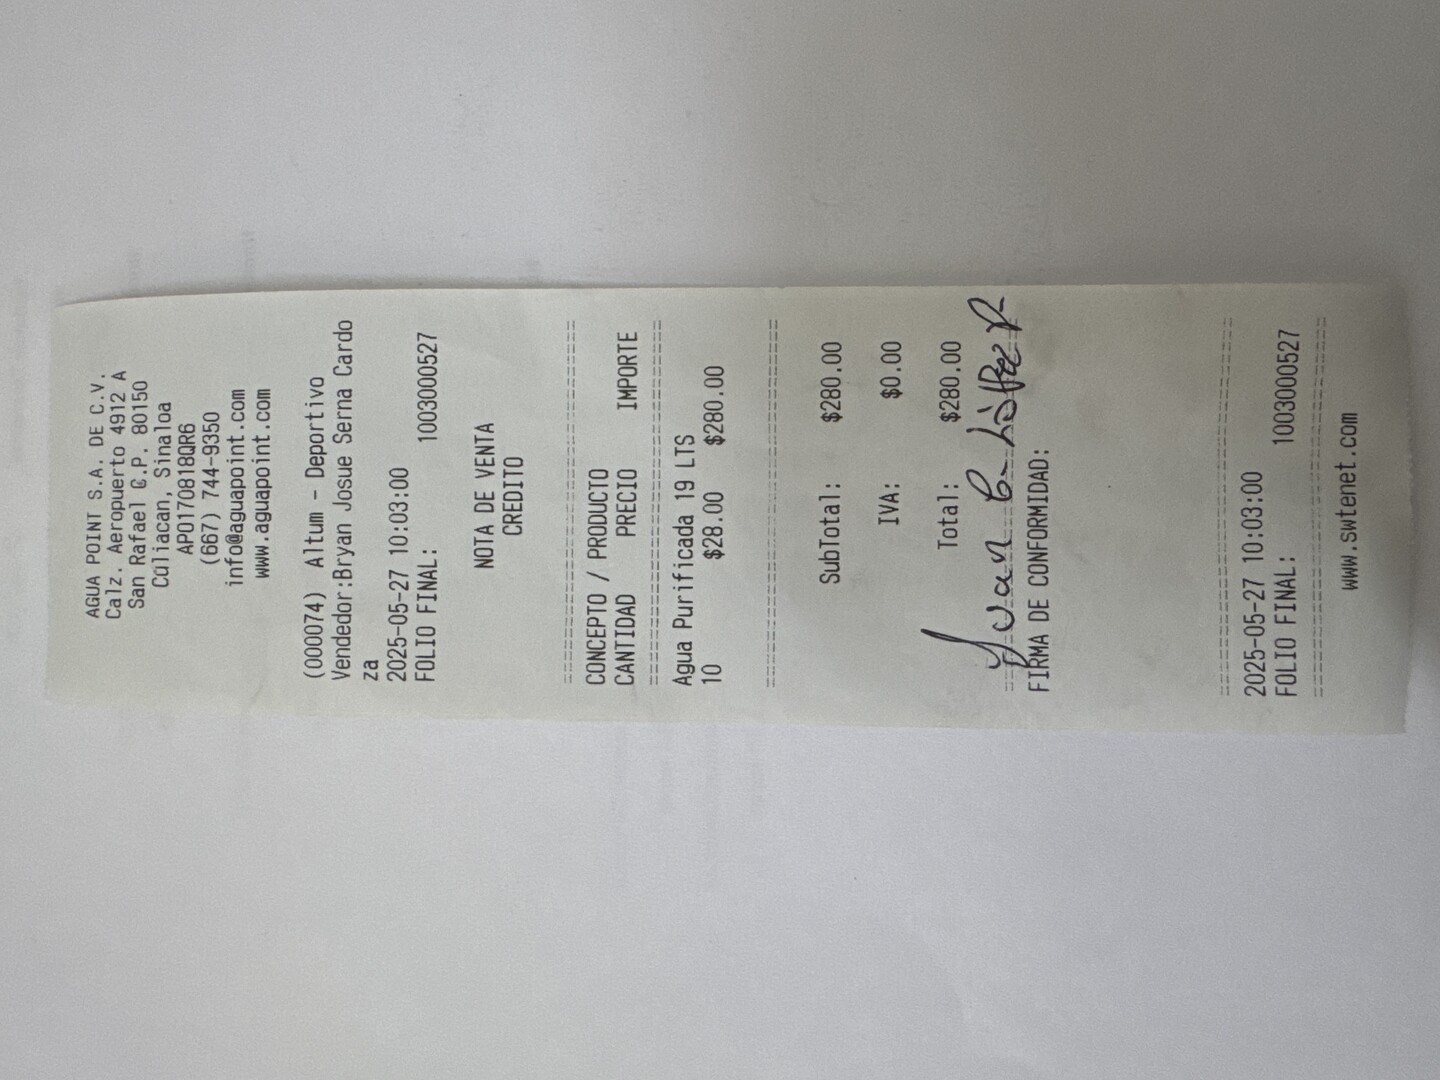 AGUA POINT S.A. DE C.V.
Calz. Aeropuerto 4912 A
San Rafael C.P. 80150
Culiacan, Sinaloa
APO170818QR6
(667) 744-9350
info@aguapoint.com
www.aguapoint.com
(000074) Altum - Deportivo
Vendedor:Bryan Josue Serna Cardo
za
2025-05-27 10:03:00
FOLIO FINAL: 1003000527
NOTA DE VENTA
CREDITO
CONCEPTO / PRODUCTO
CANTIDAD PRECIO IMPORTE
Agua Purificada 19 LTS
10 $28.00 $280.00
SubTotal: $280.00
IVA: $0.00
Total: $280.00
Juan C. López R.
FIRMA DE CONFORMIDAD:
2025-05-27 10:03:00
FOLIO FINAL: 1003000527
www.swtenet.com